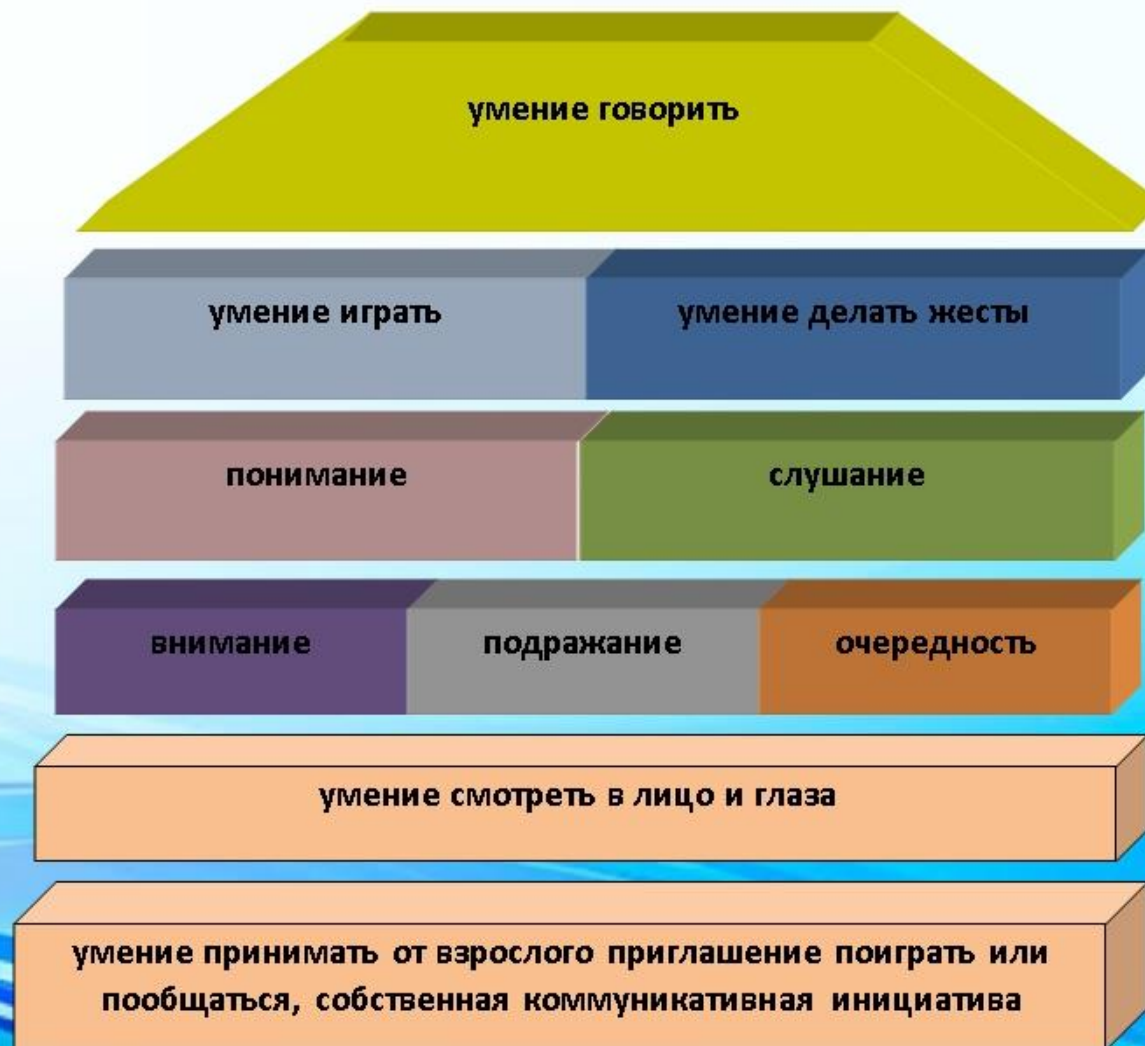 умение говорить
умение играть
умение делать жесты
понимание
слушание
внимание
подражание
очередность
умение смотреть в лицо и глаза
умение принимать от взрослого приглашение поиграть или
пообщаться, собственная коммуникативная инициатива